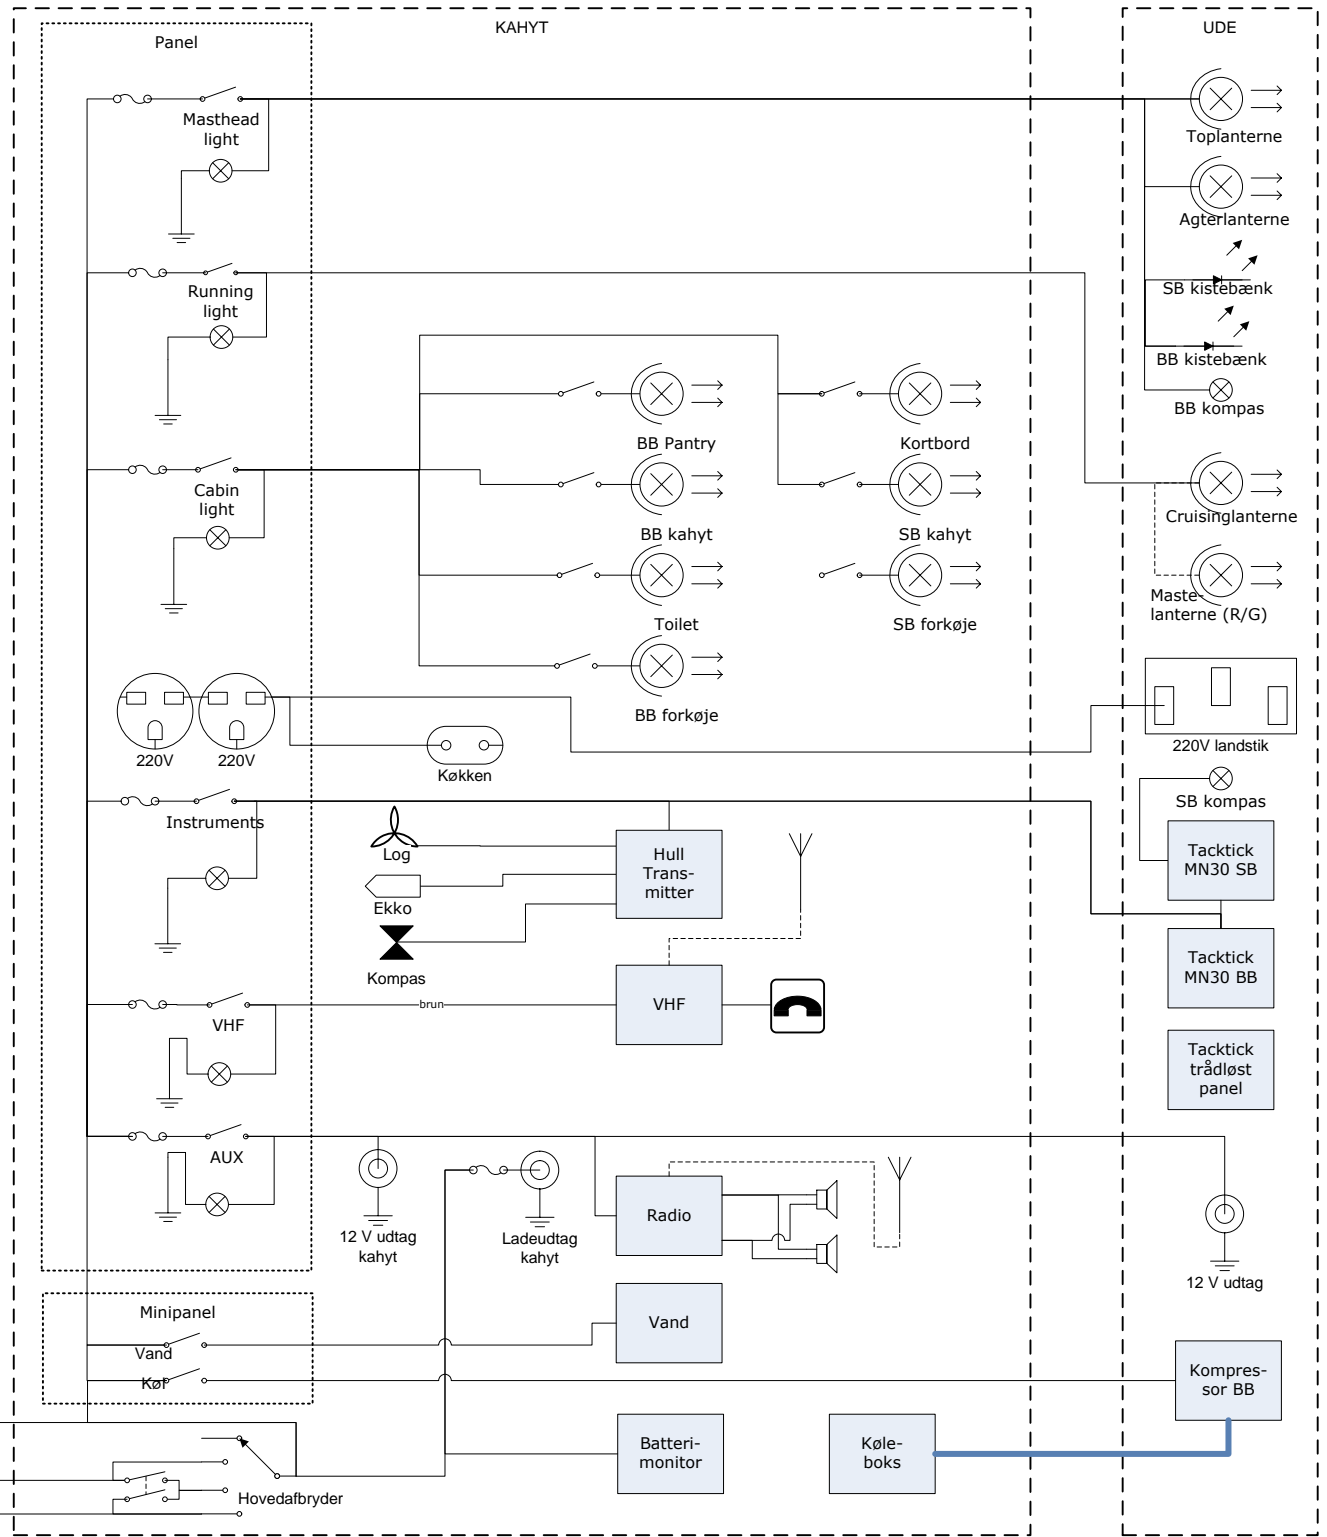 KAHYT
UDE
Panel
Masthead
light
Toplanterne
Agterlanterne
SB kistebænk
Running
light
BB kistebænk
BB kompas
BB Pantry
Kortbord
Cabin
light
Cruisinglanterne
BB kahyt
SB kahyt
Maste-
lanterne (R/G)
Toilet
SB forkøje
BB forkøje
220V
220V
Køkken
220V landstik
SB kompas
Instruments
Log
Hull
Trans-
mitter
Tacktick
MN30 SB
Ekko
Kompas
Tacktick
MN30 BB
VHF
brun
VHF
Tacktick
trådløst
panel
AUX
12 V udtag
kahyt
Ladeudtag
kahyt
Radio
12 V udtag
Minipanel
Vand
Vand
Køl
Kompres-
sor BB
Batteri-
monitor
Køle-
boks
Hovedafbryder